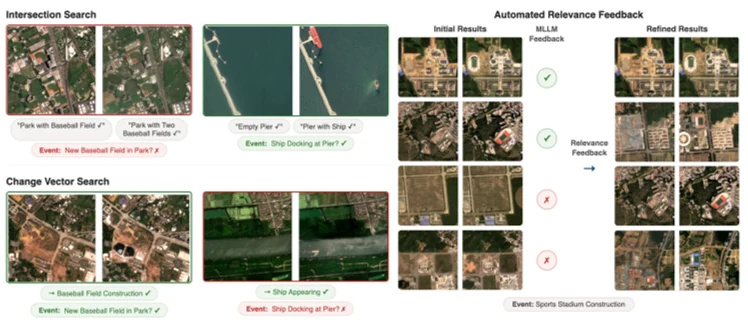 Intersection Search
"Park with Baseball Field ✓"
"Park with Two
Baseball Fields ✓"
Event: New Baseball Field in Park? ✗
"Empty Pier ✓"
"Pier with Ship ✓"
Event: Ship Docking at Pier? ✓
Change Vector Search
→ Baseball Field Construction ✓
Event: New Baseball Field in Park? ✓
→ Ship Appearing ✓
Event: Ship Docking at Pier? ✗
Automated Relevance Feedback
Initial Results
MLLM
Feedback
Refined Results
Relevance
Feedback
→
Event: Sports Stadium Construction